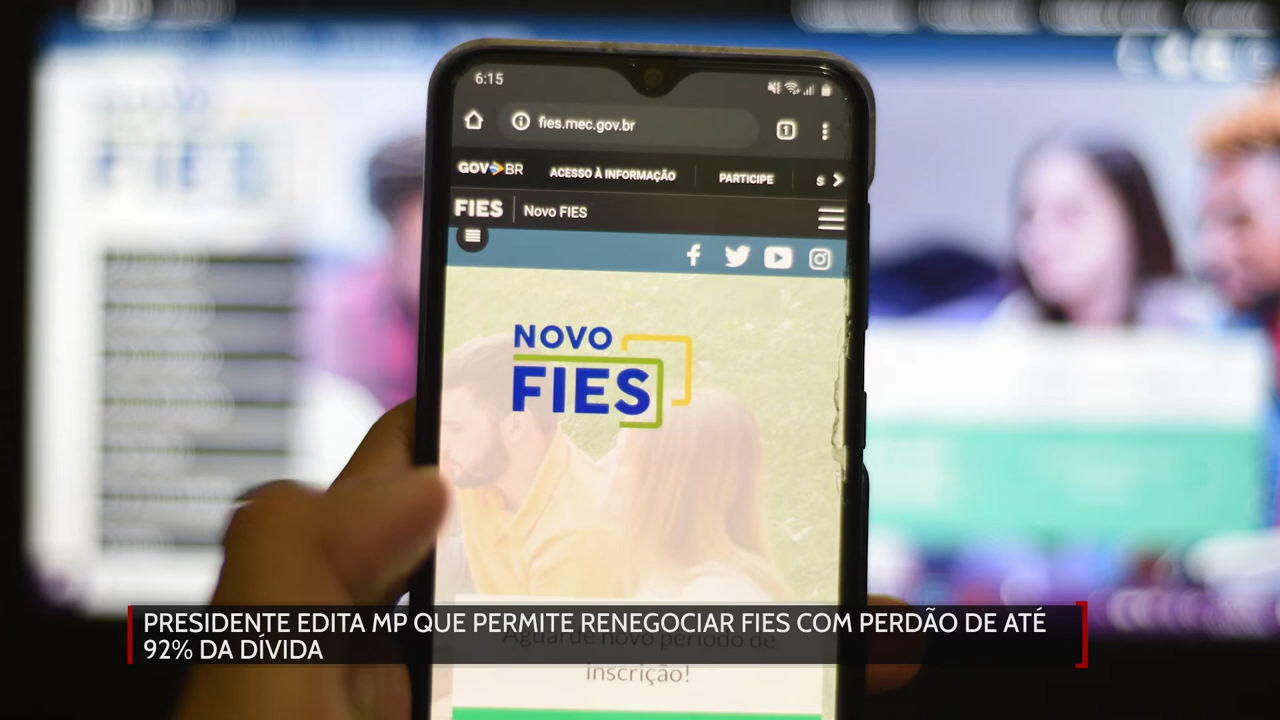 6:15
fies.mec.gov.br
1
GOV BR ACESSO À INFORMAÇÃO PARTICIPE S
FIES Novo FIES
NOVO
FIES
PRESIDENTE EDITA MP QUE PERMITE RENEGOCIAR FIES COM PERDÃO DE ATÉ
92% DA DÍVIDA
Aguarde novo período de
inscrição!